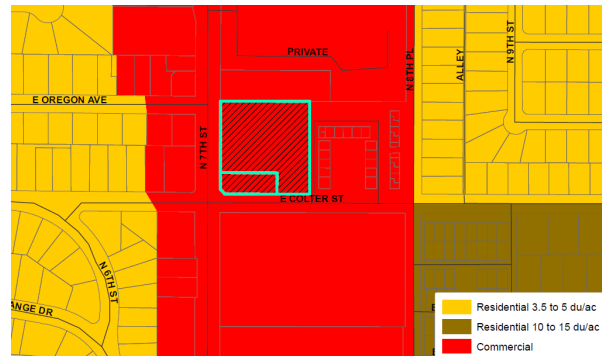 PRIVATE
N 8TH PL
ALLEY
N 9TH ST
E OREGON AVE
N 7TH ST
E COLTER ST
N 6TH ST
ANGE DR
E
Residential 3.5 to 5 du/ac
Residential 10 to 15 du/ac
Commercial